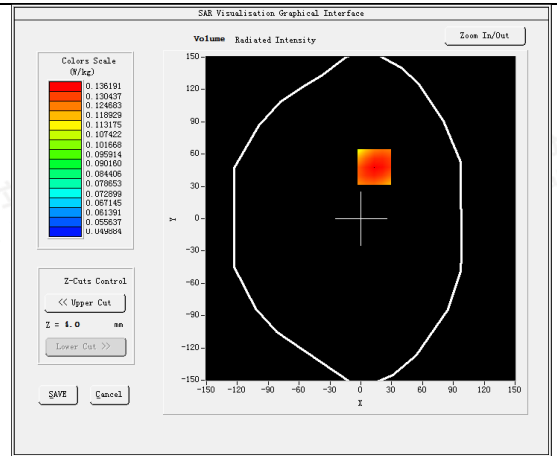 SAR Visualisation Graphical Interface
Volume Radiated Intensity
Zoom In/Out
Colors Scale
(W/kg)
0.136191
0.130437
0.124683
0.118929
0.113175
0.107422
0.101668
0.095914
0.090160
0.084406
0.078653
0.072899
0.067145
0.061391
0.055637
0.049884
Z-Cuts Control
<< Upper Cut
Z = 4.0 mm
Lower Cut >>
SAVE Cancel
150
120
90
60
30
0
-30
-60
-90
-120
-150
Y
-150 -120 -90 -60 -30 0 30 60 90 120 150
X